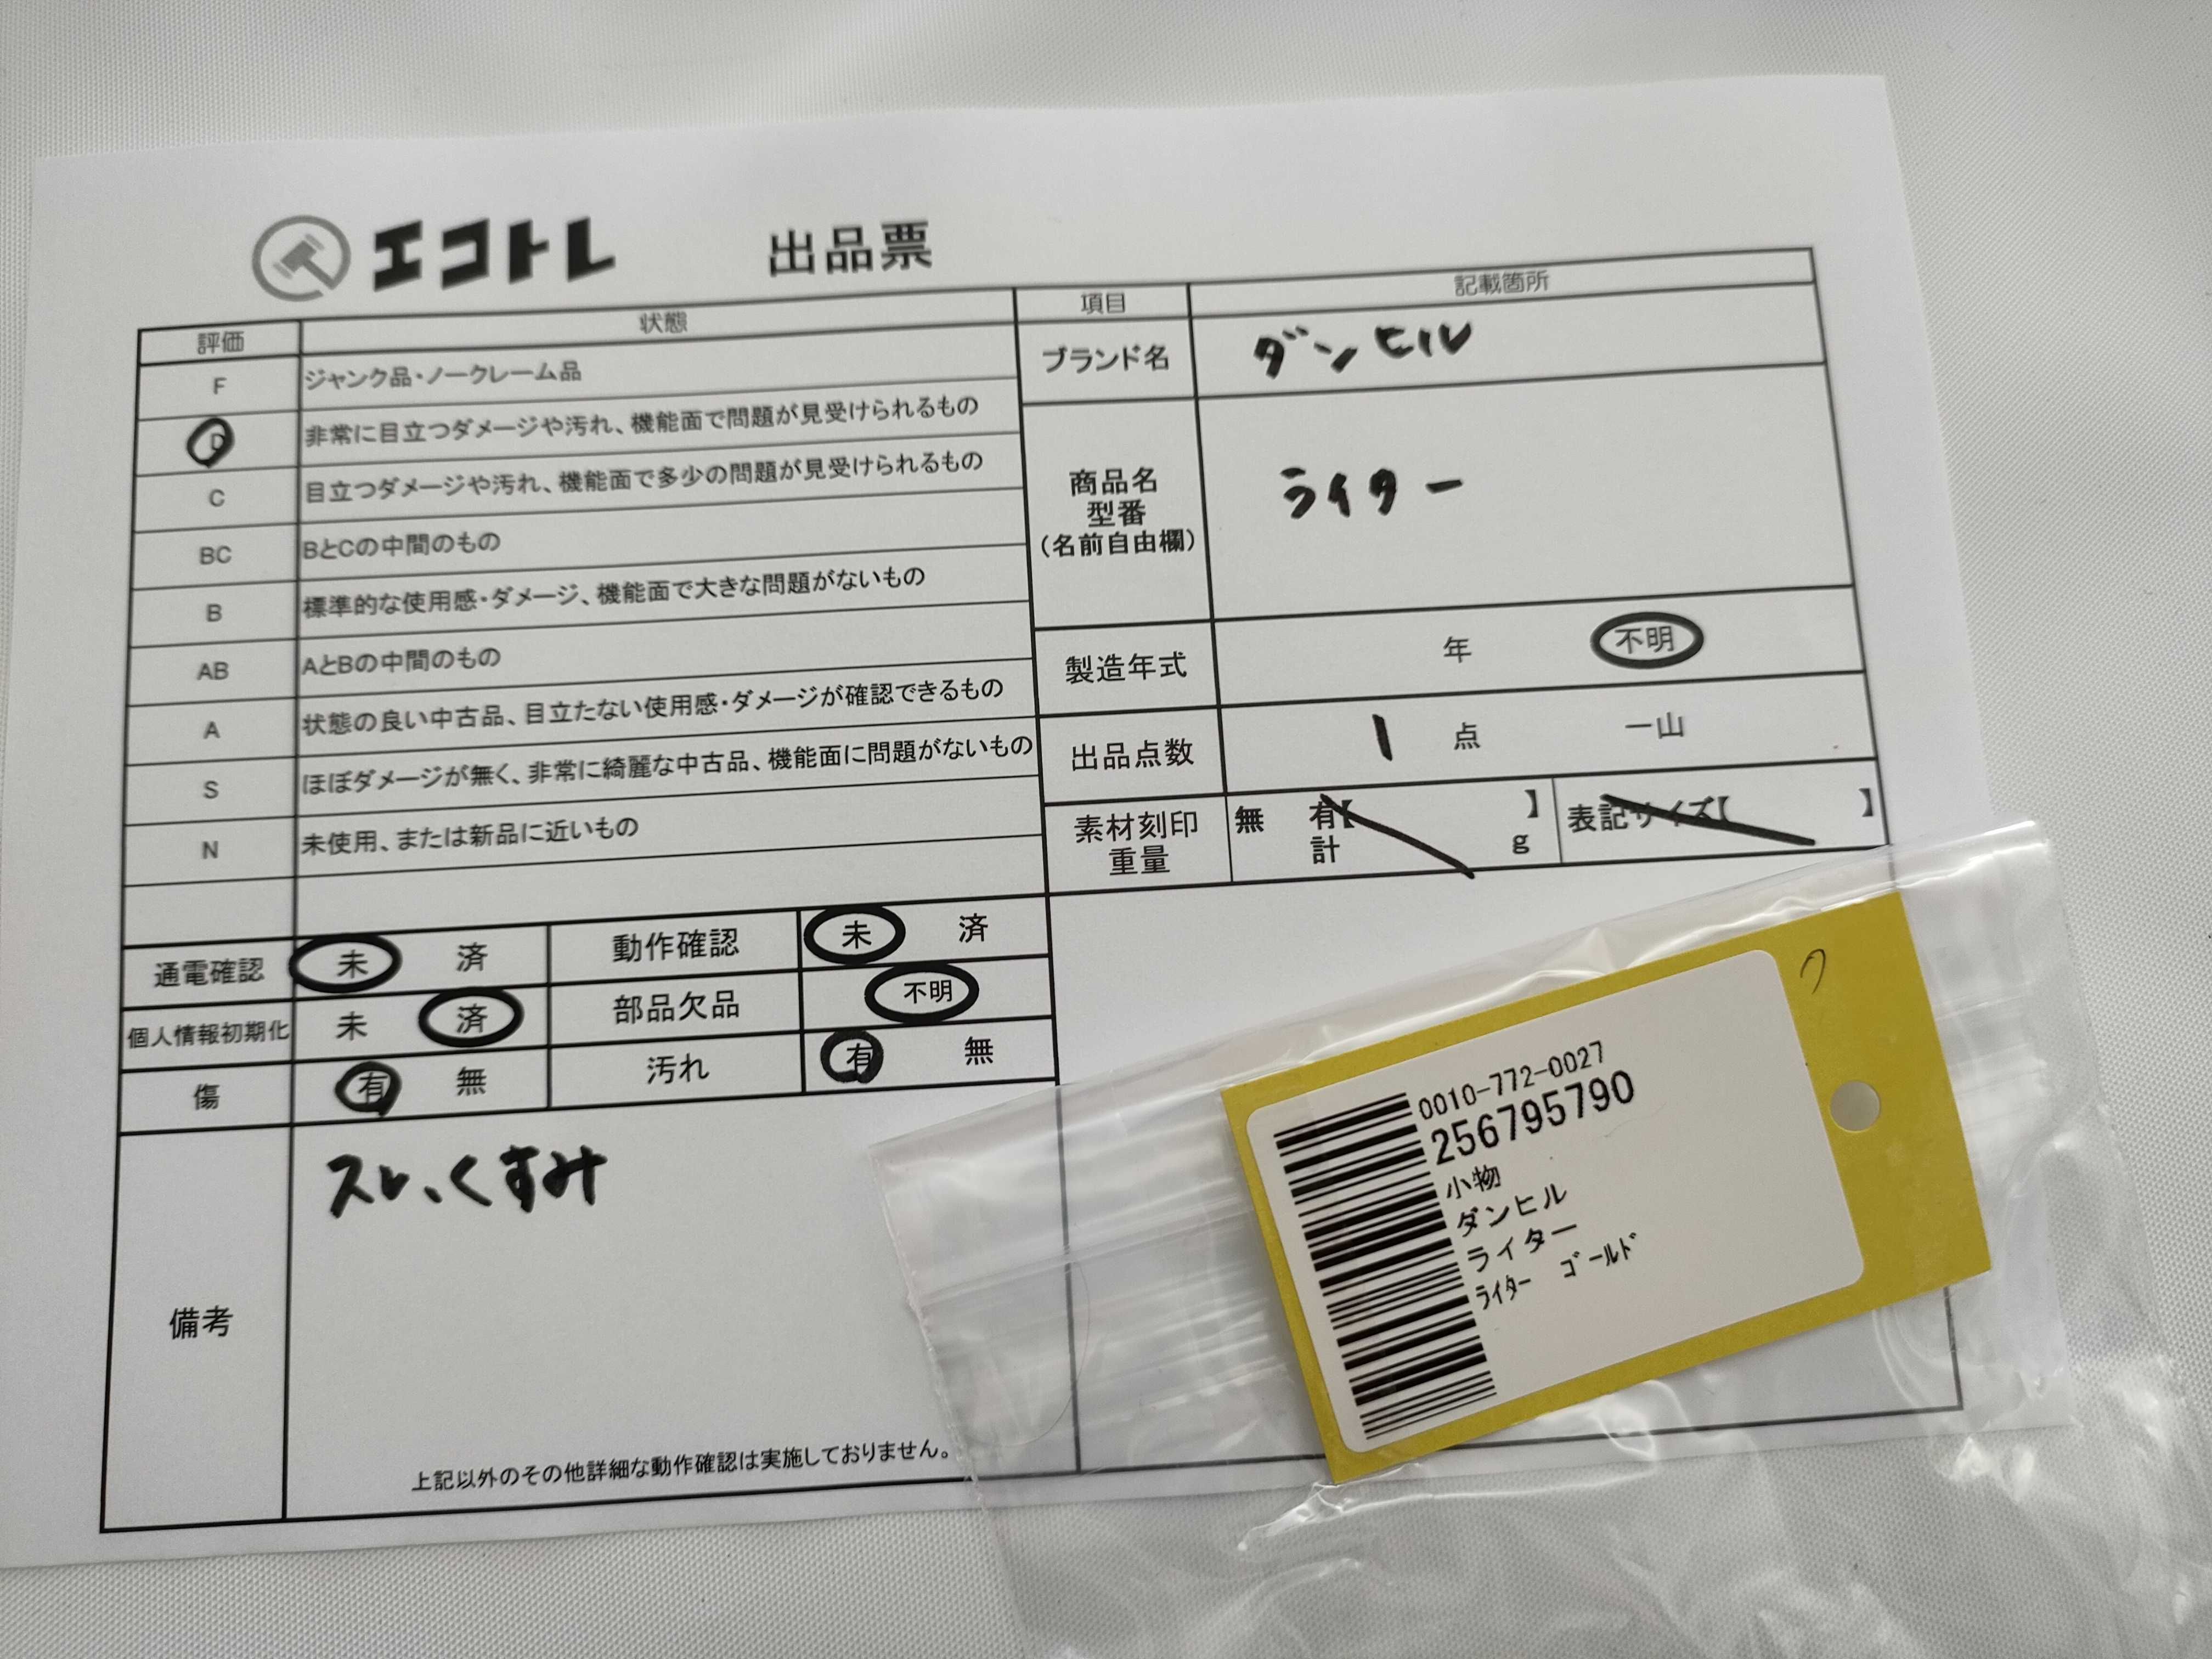 エコトレ 出品票
評価 状態
F ジャンク品・ノークレーム品
D 非常に目立つダメージや汚れ、機能面で問題が見受けられるもの
C 目立つダメージや汚れ、機能面で多少の問題が見受けられるもの
BC BとCの中間のもの
B 標準的な使用感・ダメージ、機能面で大きな問題がないもの
AB AとBの中間のもの
A 状態の良い中古品、目立たない使用感・ダメージが確認できるもの
S ほぼダメージが無く、非常に綺麗な中古品、機能面に問題がないもの
N 未使用、または新品に近いもの
項目 記載箇所
ブランド名 ダンヒル
商品名
型番
(名前自由欄)
ライター
製造年式 年 不明
出品点数 1 点 一山
素材刻印 無 有【 】 表記サイズ【 】
重量 計 g
通電確認 未 済 動作確認 未 済
個人情報初期化 未 済 部品欠品 不明
傷 有 無 汚れ 有 無
備考
スレ、くすみ
上記以外のその他詳細な動作確認は実施しておりません。
0010-772-0027
256795790
小物
ダンヒル
ライター
ﾗｲﾀｰ ｺﾞｰﾙﾄﾞ